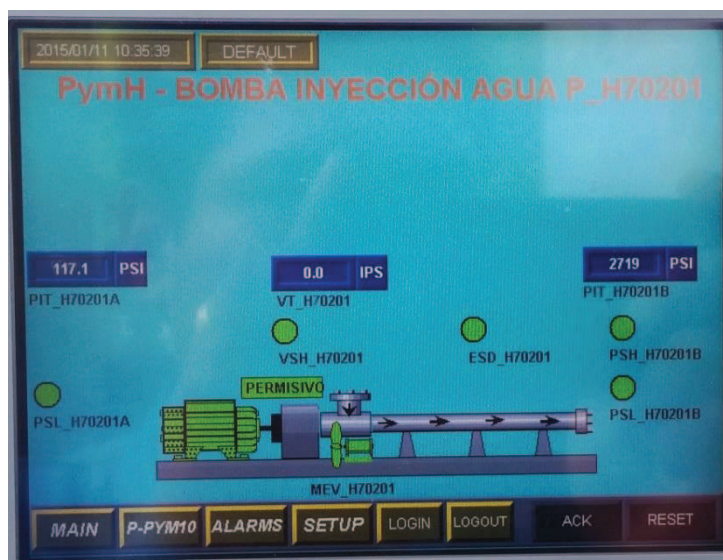 2015/01/11 10.35:39
DEFAULT
PymH - BOMBA INYECCIÓN AGUA P_H70201
117.1 PSI
0.0 IPS
2719 PSI
PIT_H70201A
VT_H70201
PIT_H70201B
VSH_H70201
ESD_H70201
PSH_H70201B
PERMISIVO
PSL_H70201A
PSL_H70201B
MEV_H70201
MAIN
P-PYM10
ALARMS
SETUP
LOGIN
LOGOUT
ACK
RESET